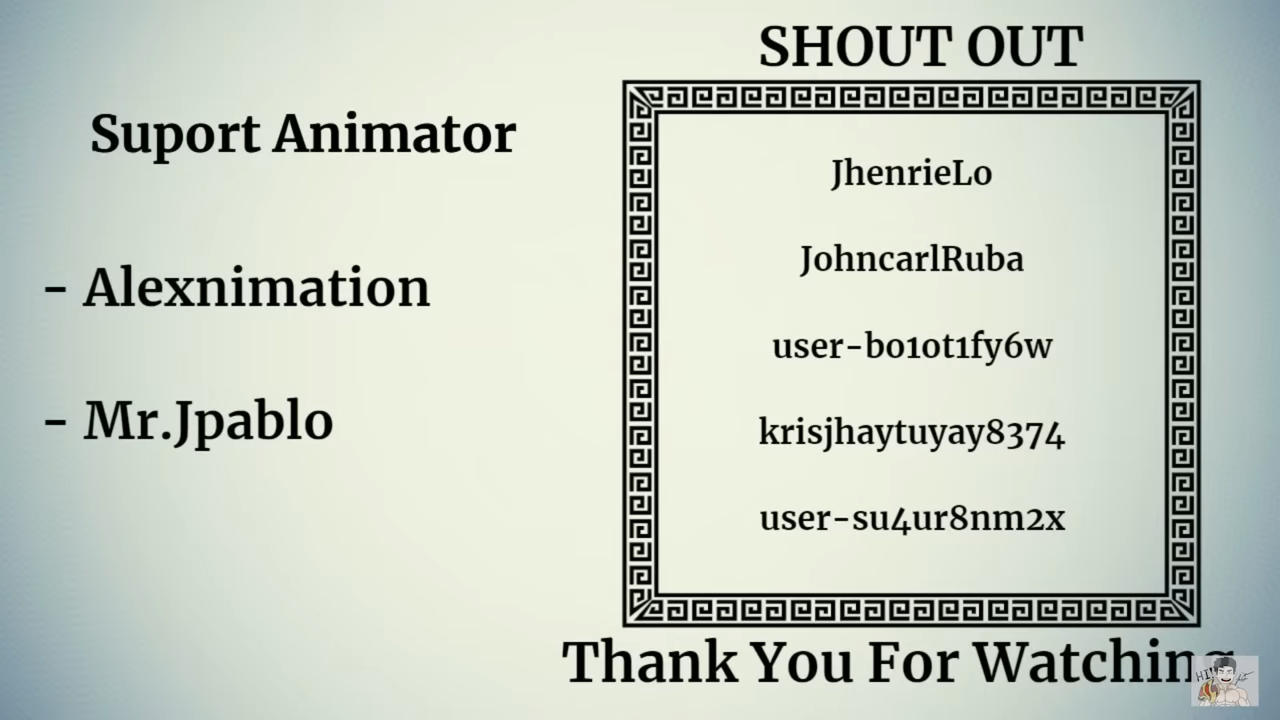 Suport Animator
- Alexnimation
- Mr.Jpablo
SHOUT OUT
JhenrieLo
JohncarlRuba
user-bo1ot1fy6w
krisjhaytuyay8374
user-su4ur8nm2x
Thank You For Watching